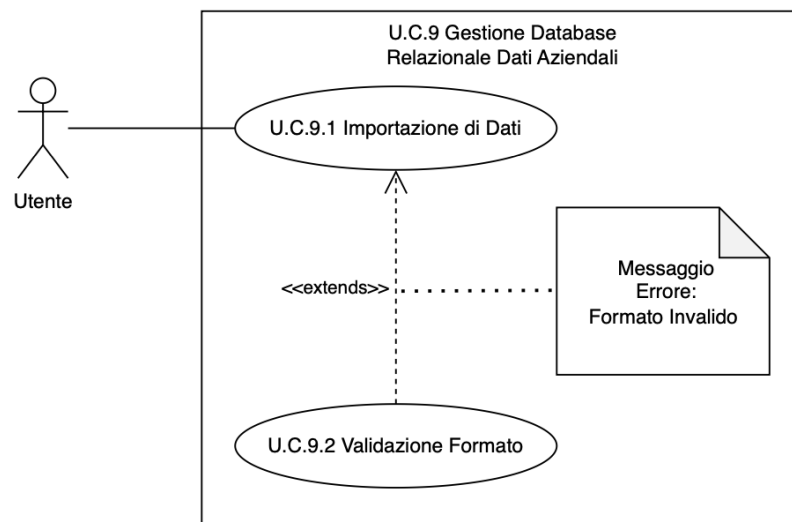 U.C.9 Gestione Database
Relazionale Dati Aziendali
U.C.9.1 Importazione di Dati
Utente
<<extends>>
Messaggio
Errore:
Formato Invalido
U.C.9.2 Validazione Formato